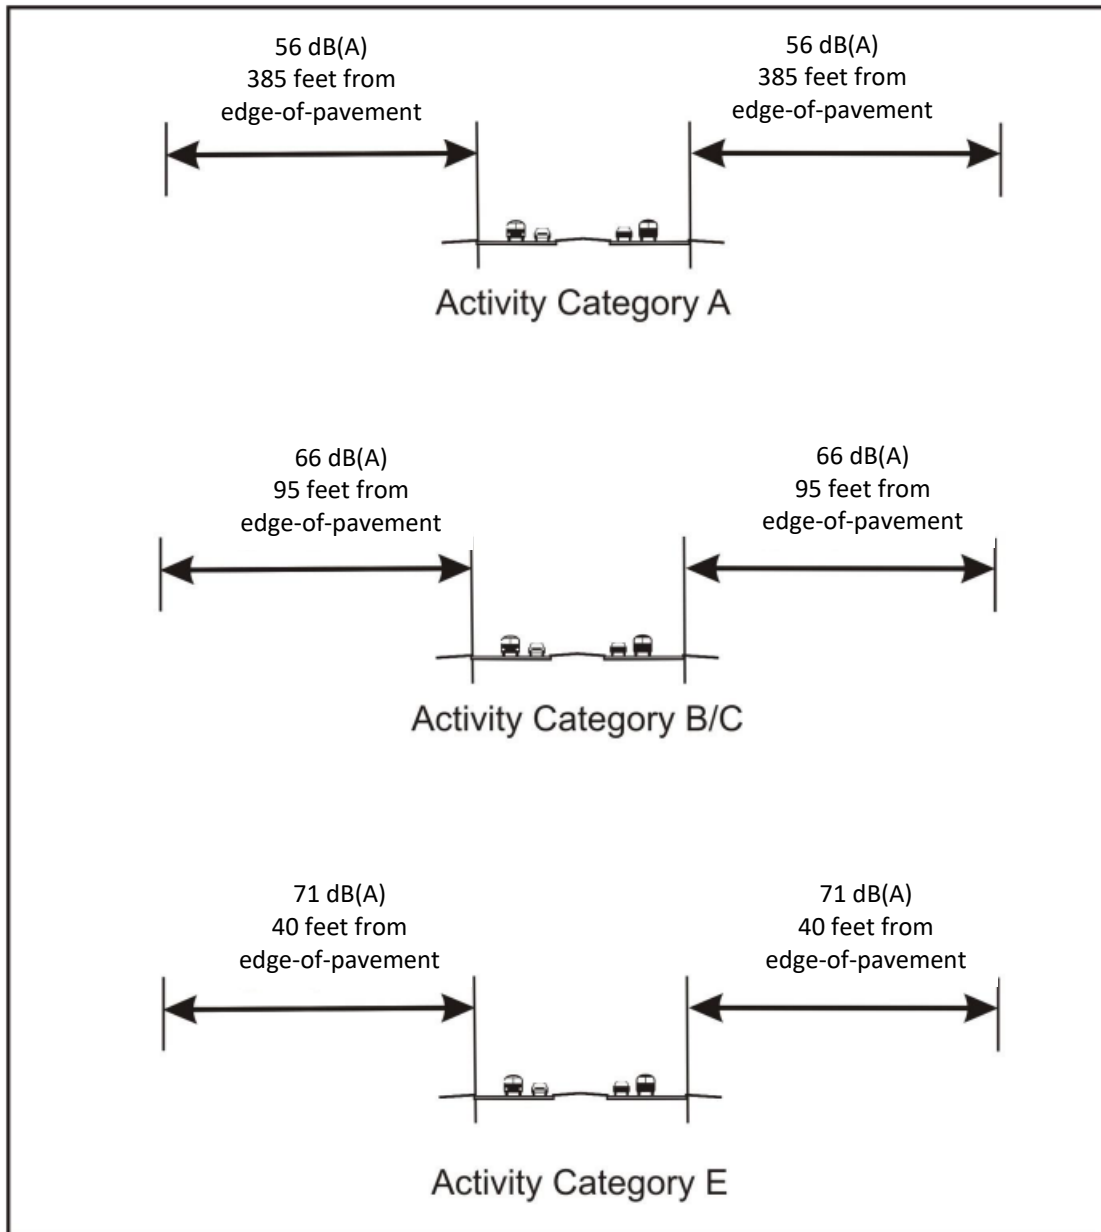 56 dB(A)
385 feet from
edge-of-pavement
56 dB(A)
385 feet from
edge-of-pavement
Activity Category A
66 dB(A)
95 feet from
edge-of-pavement
66 dB(A)
95 feet from
edge-of-pavement
Activity Category B/C
71 dB(A)
40 feet from
edge-of-pavement
71 dB(A)
40 feet from
edge-of-pavement
Activity Category E